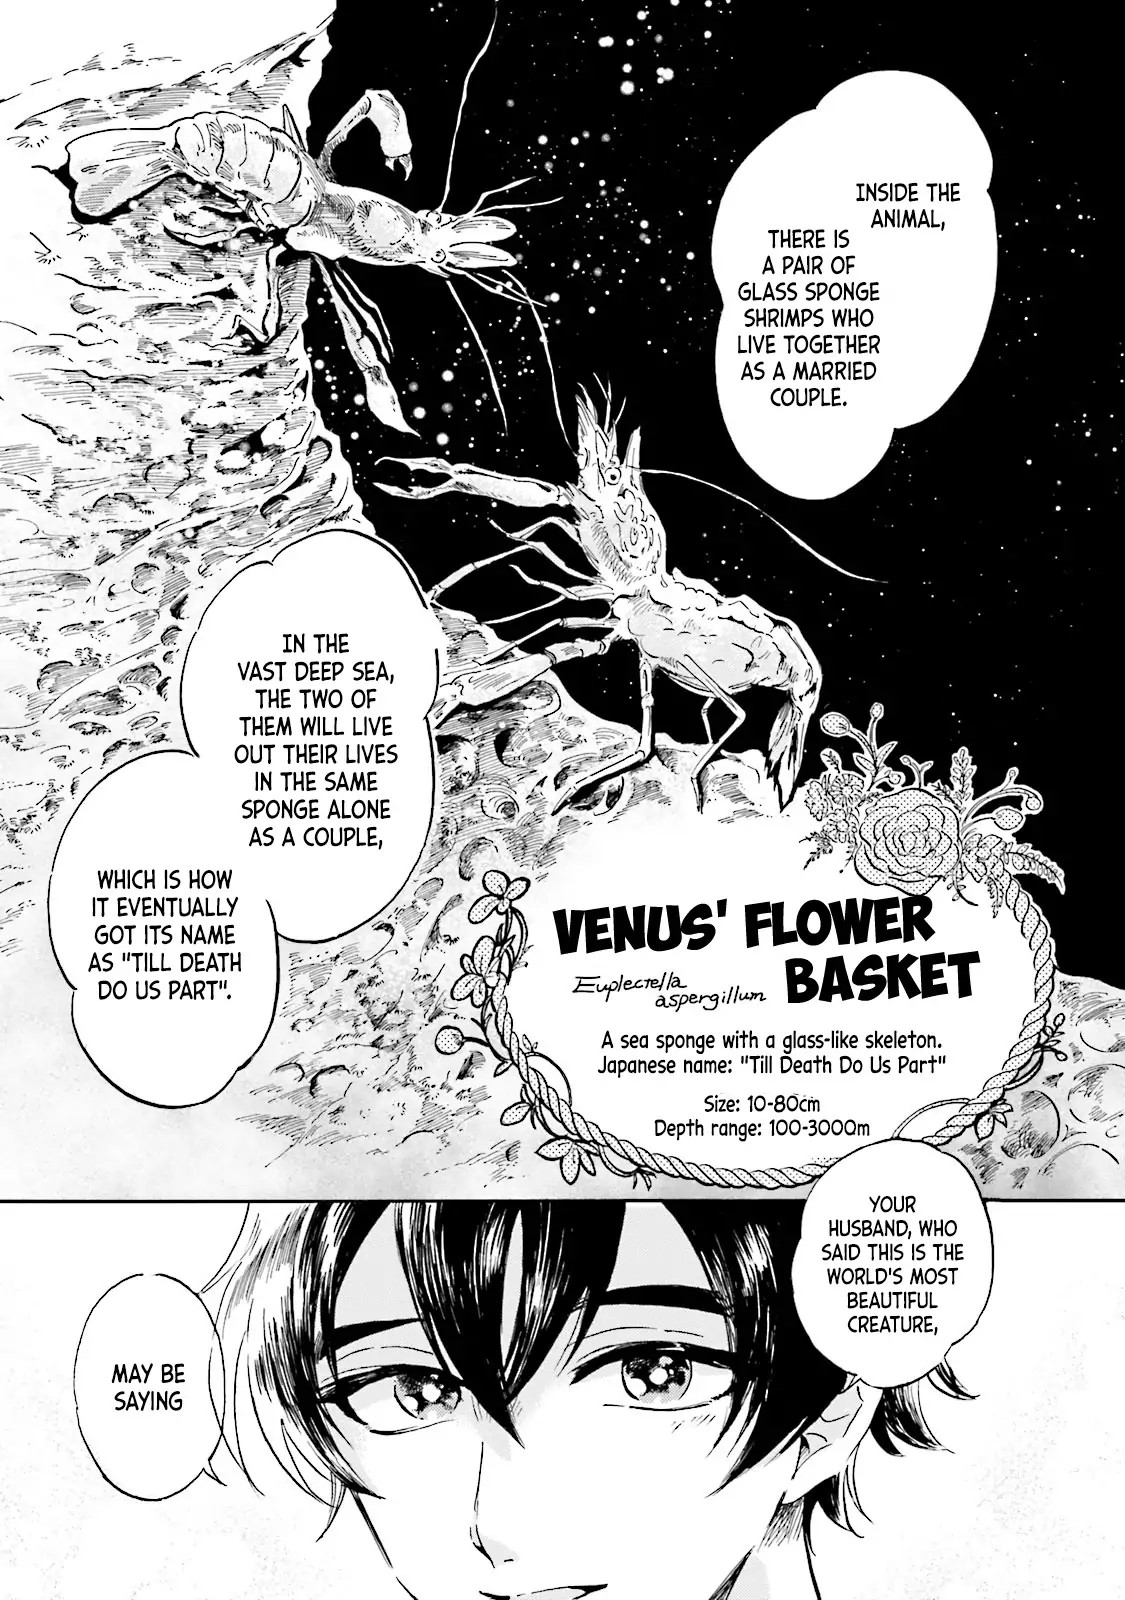 INSIDE THE
ANIMAL,
THERE IS
A PAIR OF
GLASS SPONGE
SHRIMPS WHO
LIVE TOGETHER
AS A MARRIED
COUPLE.
IN THE
VAST DEEP SEA,
THE TWO OF
THEM WILL LIVE
OUT THEIR LIVES
IN THE SAME
SPONGE ALONE
AS A COUPLE,
WHICH IS HOW
IT EVENTUALLY
GOT ITS NAME
AS "TILL DEATH
DO US PART".
VENUS' FLOWER
BASKET
Euplectella
aspergillum
A sea sponge with a glass-like skeleton.
Japanese name: "Till Death Do Us Part"
Size: 10-80cm
Depth range: 100-3000m
YOUR
HUSBAND, WHO
SAID THIS IS THE
WORLD'S MOST
BEAUTIFUL
CREATURE,
MAY BE
SAYING